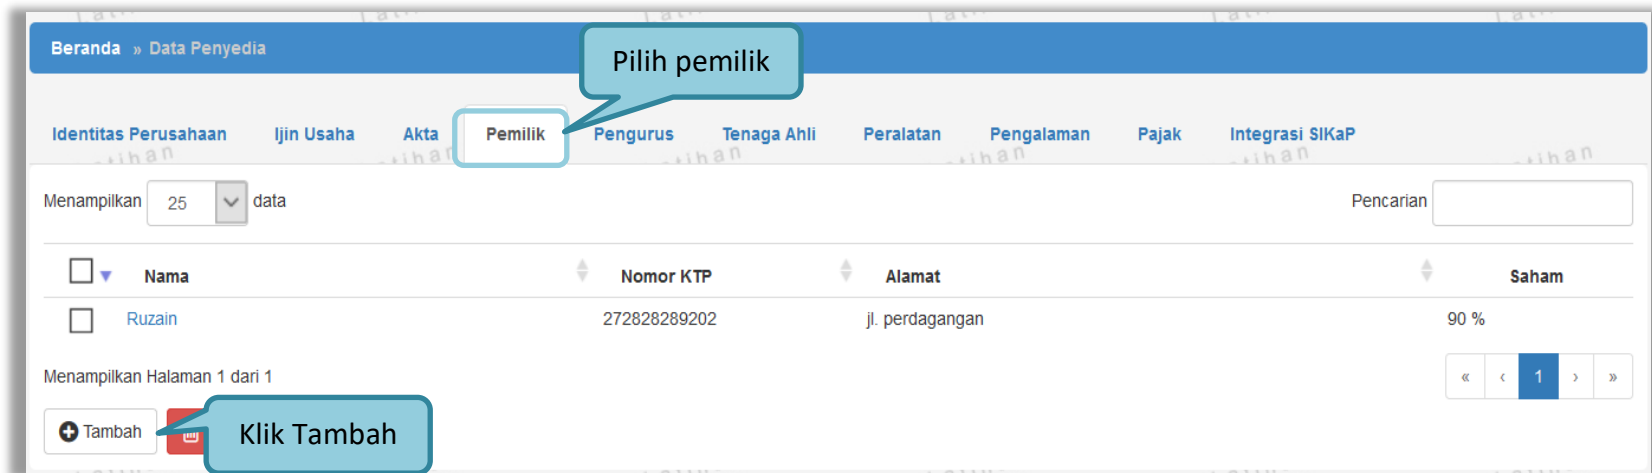 Beranda » Data Penyedia
Pilih pemilik
Identitas Perusahaan Ijin Usaha Akta Pemilik Pengurus Tenaga Ahli Peralatan Pengalaman Pajak Integrasi SIKaP
Menampilkan 25 data Pencarian
Nama Nomor KTP Alamat Saham
Ruzain 272828289202 jl. perdagangan 90 %
Menampilkan Halaman 1 dari 1
« ‹ 1 › »
Tambah
Klik Tambah